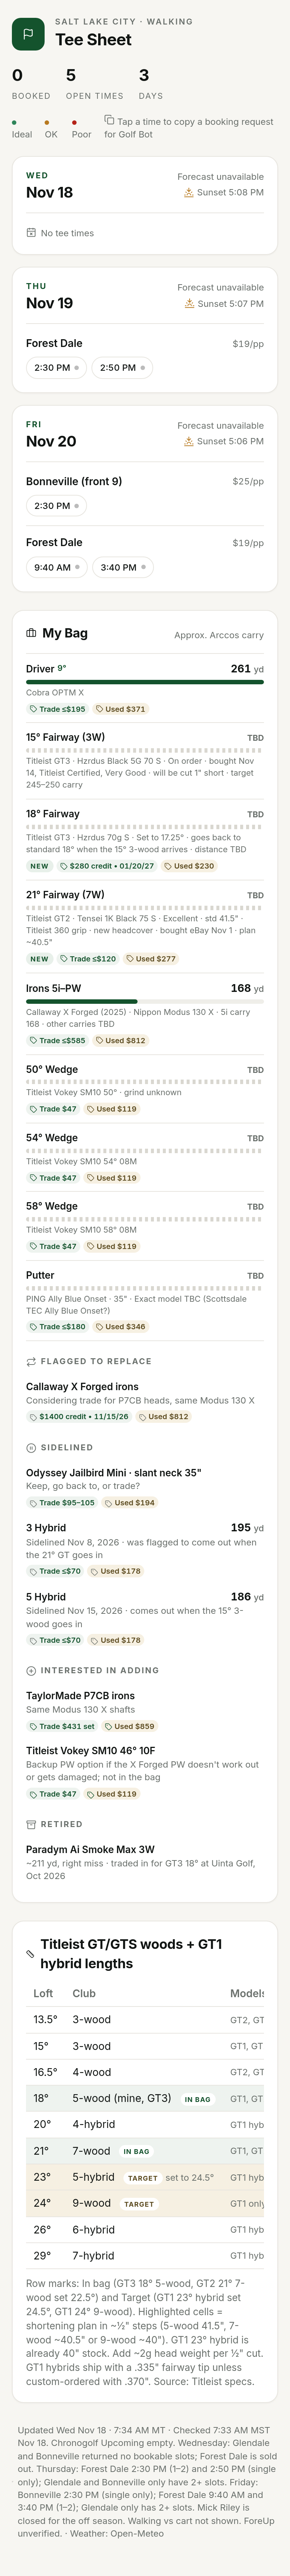 SALT LAKE CITY · WALKING
Tee Sheet
0
BOOKED
5
OPEN TIMES
3
DAYS
Ideal
OK
Poor
Tap a time to copy a booking request
for Golf Bot
WED
Nov 18
Forecast unavailable
Sunset 5:08 PM
No tee times
THU
Nov 19
Forecast unavailable
Sunset 5:07 PM
Forest Dale
$19/pp
2:30 PM
2:50 PM
FRI
Nov 20
Forecast unavailable
Sunset 5:06 PM
Bonneville (front 9)
$25/pp
2:30 PM
Forest Dale
$19/pp
9:40 AM
3:40 PM
My Bag
Approx. Arccos carry
Driver 9°
261 yd
Cobra OPTM X
Trade ≤$195
Used $371
15° Fairway (3W)
TBD
Titleist GT3 · Hzrdus Black 5G 70 S · On order · bought Nov
14, Titleist Certified, Very Good · will be cut 1" short · target
245–250 carry
18° Fairway
TBD
Titleist GT3 · Hzrdus 70g S · Set to 17.25° · goes back to
standard 18° when the 15° 3-wood arrives · distance TBD
NEW
$280 credit • 01/20/27
Used $230
21° Fairway (7W)
TBD
Titleist GT2 · Tensei 1K Black 75 S · Excellent · std 41.5" ·
Titleist 360 grip · new headcover · bought eBay Nov 1 · plan
~40.5"
NEW
Trade ≤$120
Used $277
Irons 5i–PW
168 yd
Callaway X Forged (2025) · Nippon Modus 130 X · 5i carry
168 · other carries TBD
Trade ≤$585
Used $812
50° Wedge
TBD
Titleist Vokey SM10 50° · grind unknown
Trade $47
Used $119
54° Wedge
TBD
Titleist Vokey SM10 54° 08M
Trade $47
Used $119
58° Wedge
TBD
Titleist Vokey SM10 58° 08M
Trade $47
Used $119
Putter
TBD
PING Ally Blue Onset · 35" · Exact model TBC (Scottsdale
TEC Ally Blue Onset?)
Trade ≤$180
Used $346
FLAGGED TO REPLACE
Callaway X Forged irons
Considering trade for P7CB heads, same Modus 130 X
$1400 credit • 11/15/26
Used $812
SIDELINED
Odyssey Jailbird Mini · slant neck 35"
Keep, go back to, or trade?
Trade $95–105
Used $194
3 Hybrid
195 yd
Sidelined Nov 8, 2026 · was flagged to come out when
the 21° GT goes in
Trade ≤$70
Used $178
5 Hybrid
186 yd
Sidelined Nov 15, 2026 · comes out when the 15° 3-
wood goes in
Trade ≤$70
Used $178
INTERESTED IN ADDING
TaylorMade P7CB irons
Same Modus 130 X shafts
Trade $431 set
Used $859
Titleist Vokey SM10 46° 10F
Backup PW option if the X Forged PW doesn't work out
or gets damaged; not in the bag
Trade $47
Used $119
RETIRED
Paradym Ai Smoke Max 3W
~211 yd, right miss · traded in for GT3 18° at Uinta Golf,
Oct 2026
Titleist GT/GTS woods + GT1
hybrid lengths
Loft Club Models
13.5° 3-wood GT2, GT
15° 3-wood GT1, GT
16.5° 4-wood GT2, GT
18° 5-wood (mine, GT3) IN BAG GT1, GT
20° 4-hybrid GT1 hyb
21° 7-wood IN BAG GT1, GT
23° 5-hybrid TARGET set to 24.5° GT1 hyb
24° 9-wood TARGET GT1 only
26° 6-hybrid GT1 hyb
29° 7-hybrid GT1 hyb
Row marks: In bag (GT3 18° 5-wood, GT2 21° 7-
wood set 22.5°) and Target (GT1 23° hybrid set
24.5°, GT1 24° 9-wood). Highlighted cells =
shortening plan in ~½" steps (5-wood 41.5", 7-
wood ~40.5" or 9-wood ~40"). GT1 23° hybrid is
already 40" stock. Add ~2g head weight per ½" cut.
GT1 hybrids ship with a .335" fairway tip unless
custom-ordered with .370". Source: Titleist specs.
Updated Wed Nov 18 · 7:34 AM MT · Checked 7:33 AM MST
Nov 18. Chronogolf Upcoming empty. Wednesday: Glendale
and Bonneville returned no bookable slots; Forest Dale is sold
out. Thursday: Forest Dale 2:30 PM (1–2) and 2:50 PM (single
only); Glendale and Bonneville only have 2+ slots. Friday:
Bonneville 2:30 PM (single only); Forest Dale 9:40 AM and
3:40 PM (1–2); Glendale only has 2+ slots. Mick Riley is
closed for the off season. Walking vs cart not shown. ForeUp
unverified. · Weather: Open-Meteo